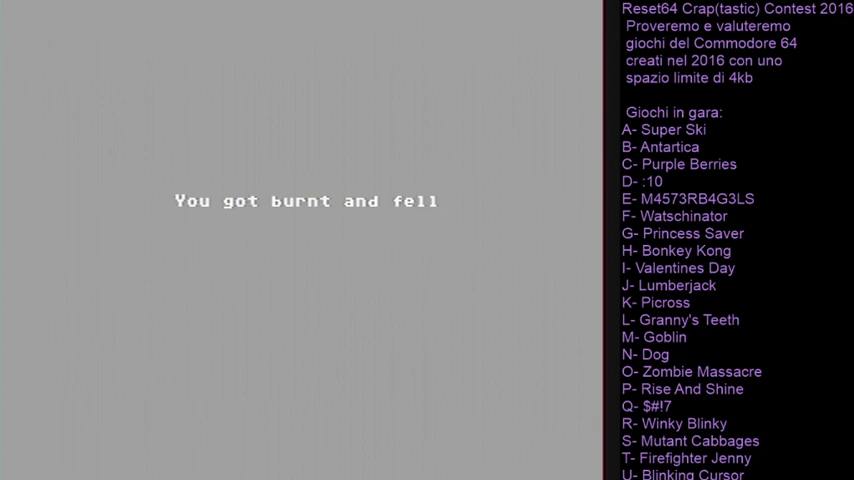 You got burnt and fell
Reset64 Crap(tastic) Contest 2016
Proveremo e valuteremo
giochi del Commodore 64
creati nel 2016 con uno
spazio limite di 4kb
Giochi in gara:
A- Super Ski
B- Antartica
C- Purple Berries
D- :10
E- M4573RB4G3LS
F- Watschinator
G- Princess Saver
H- Bonkey Kong
I- Valentines Day
J- Lumberjack
K- Picross
L- Granny's Teeth
M- Goblin
N- Dog
O- Zombie Massacre
P- Rise And Shine
Q- $#!7
R- Winky Blinky
S- Mutant Cabbages
T- Firefighter Jenny
U- Blinking Cursor